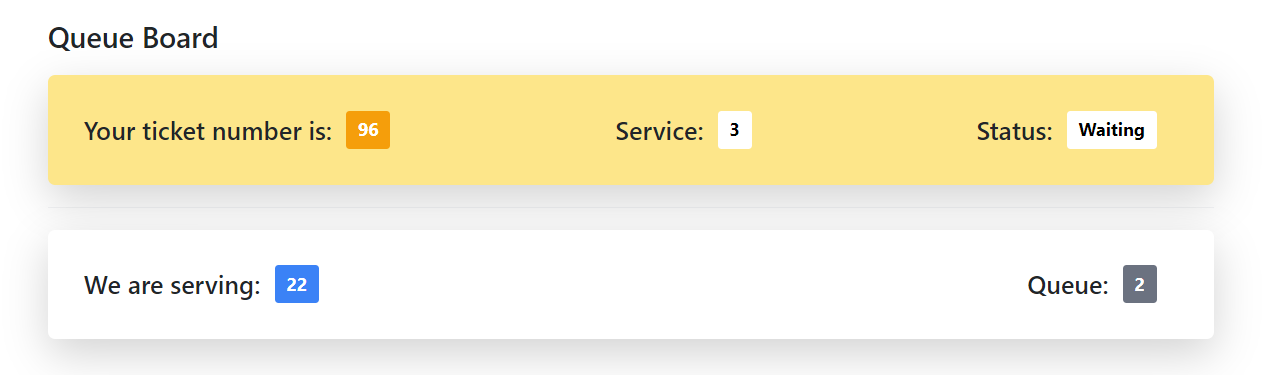 Queue Board
Your ticket number is: 96 Service: 3 Status: Waiting
We are serving: 22 Queue: 2